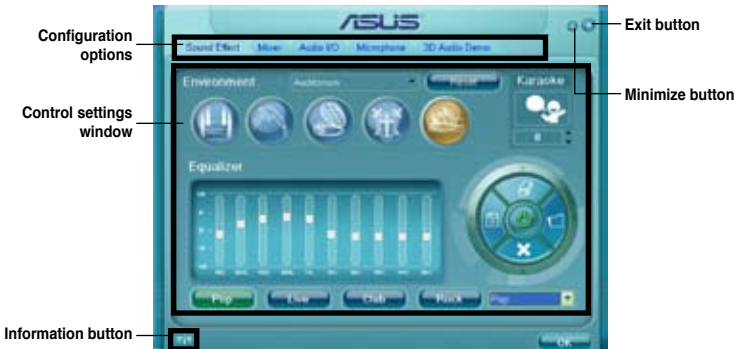 ASUS
Exit button
Configuration options
Sound Effect Mixer Audio I/O Microphone 3D Audio Demo
Minimize button
Environment Auditorium Reset Karaoke
Control settings window
0
Equalizer
Pop Live Club Rock Pop
Information button
OK